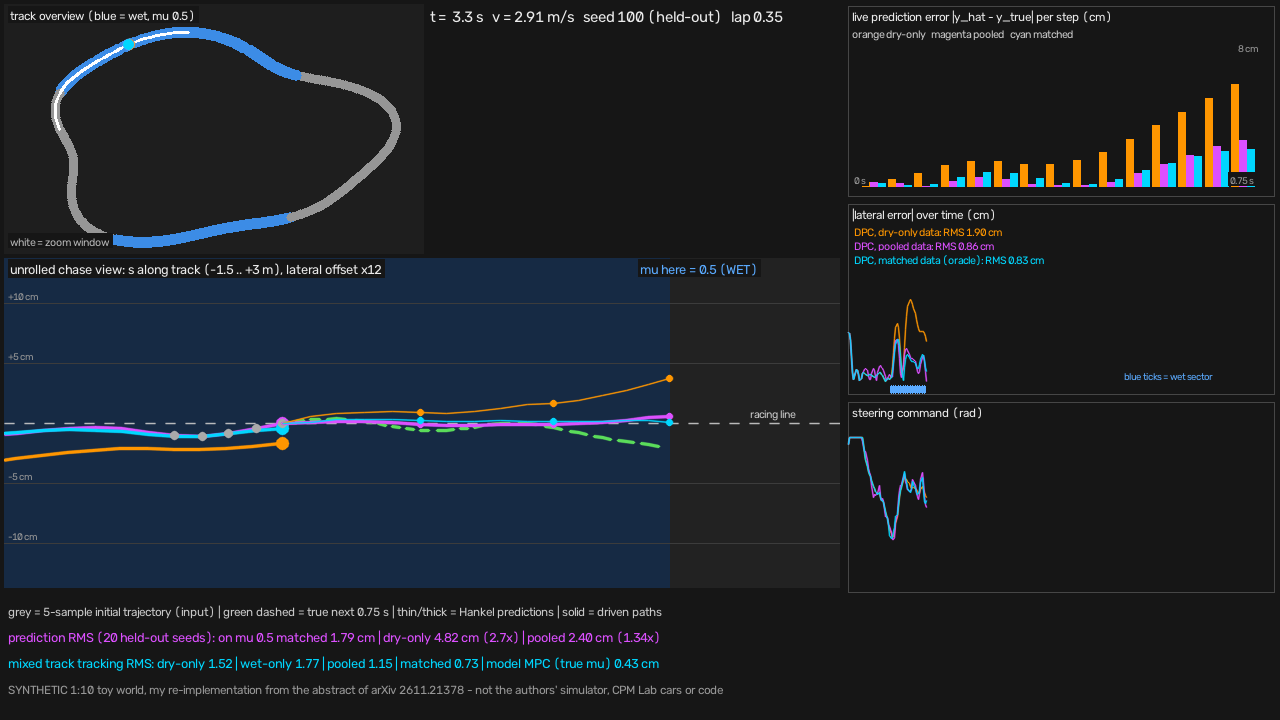 track overview (blue = wet, mu 0.5)
t = 3.3 s v = 2.91 m/s seed 100 (held-out) lap 0.35
white = zoom window
unrolled chase view: s along track (-1.5 .. +3 m), lateral offset x12
mu here = 0.5 (WET)
+10 cm
+5 cm
racing line
-5 cm
-10 cm
live prediction error |y_hat - y_true| per step (cm)
orange dry-only magenta pooled cyan matched
8 cm
0 s
0.75 s
|lateral error| over time (cm)
DPC, dry-only data: RMS 1.90 cm
DPC, pooled data: RMS 0.86 cm
DPC, matched data (oracle): RMS 0.83 cm
blue ticks = wet sector
steering command (rad)
grey = 5-sample initial trajectory (input) | green dashed = true next 0.75 s | thin/thick = Hankel predictions | solid = driven paths
prediction RMS (20 held-out seeds): on mu 0.5 matched 1.79 cm | dry-only 4.82 cm (2.7x) | pooled 2.40 cm (1.34x)
mixed track tracking RMS: dry-only 1.52 | wet-only 1.77 | pooled 1.15 | matched 0.73 | model MPC (true mu) 0.43 cm
SYNTHETIC 1:10 toy world, my re-implementation from the abstract of arXiv 2611.21378 - not the authors' simulator, CPM Lab cars or code